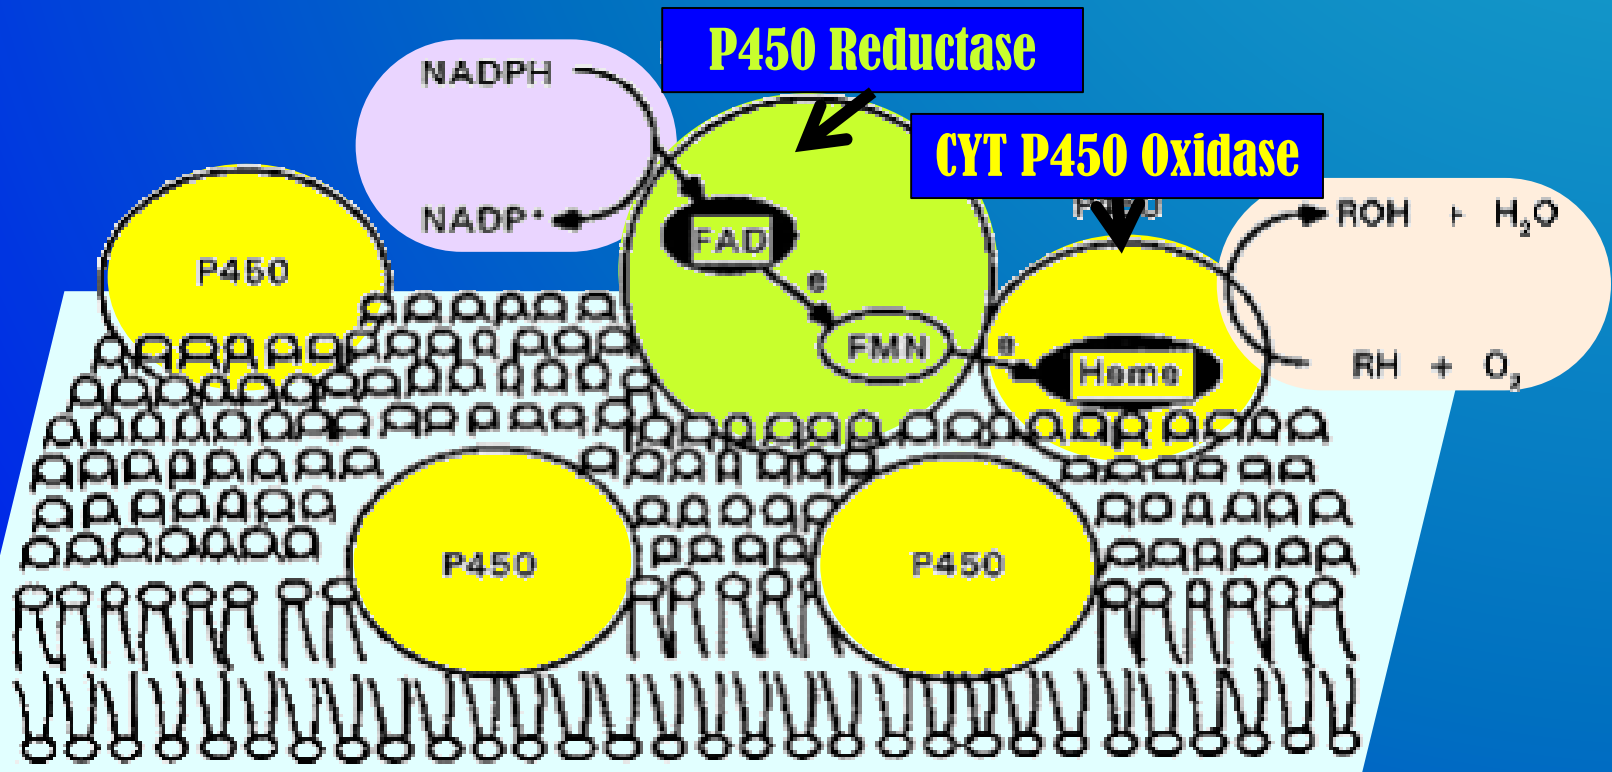 P450 Reductase
CYT P450 Oxidase
NADPH
NADP+
FAD
e
FMN
e
Heme
ROH + H₂O
RH + O₂
P450
P450
P450